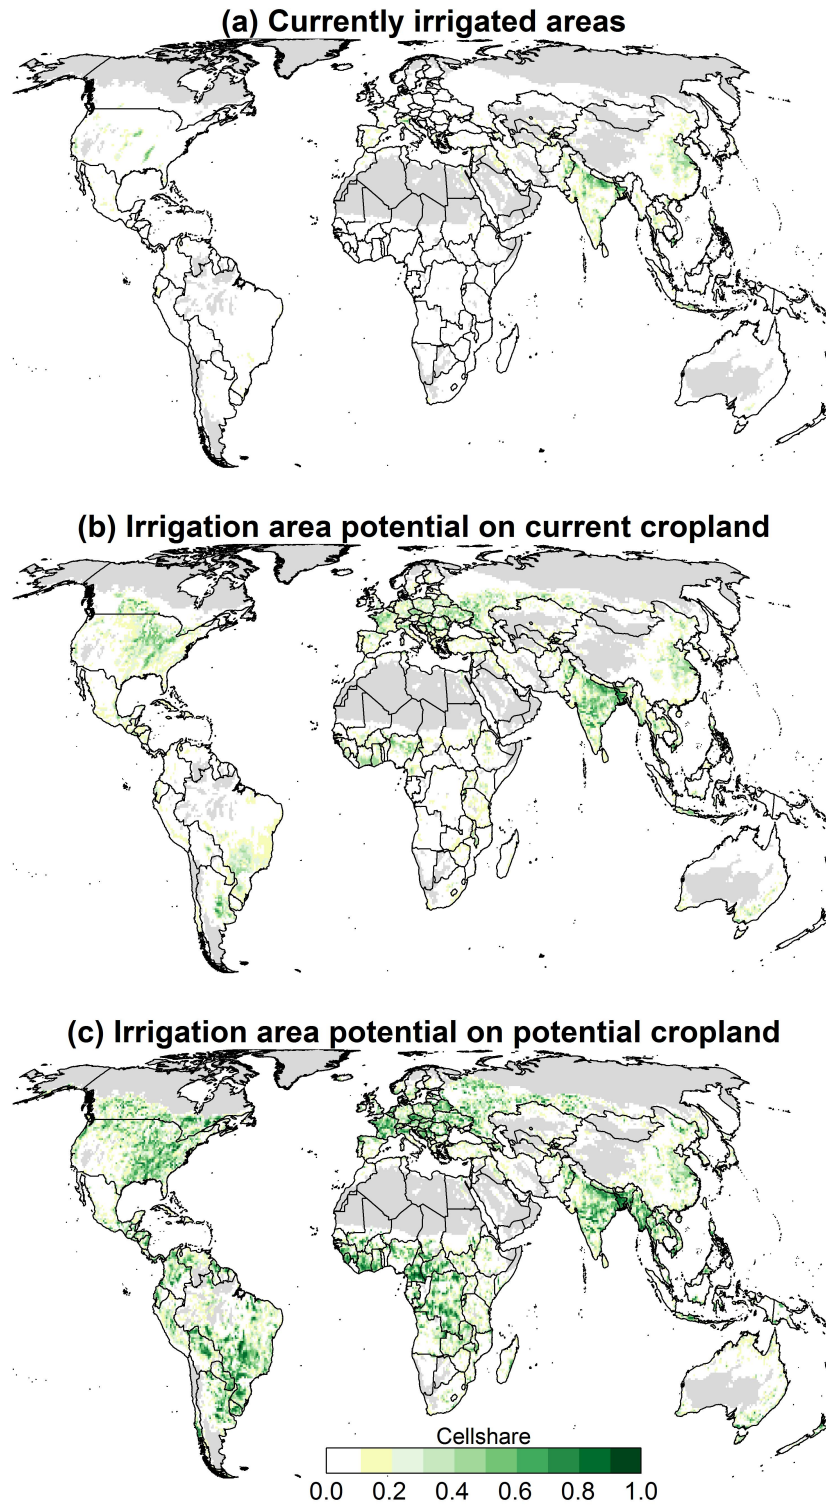 (a) Currently irrigated areas
(b) Irrigation area potential on current cropland
(c) Irrigation area potential on potential cropland
Cellshare
0.0 0.2 0.4 0.6 0.8 1.0